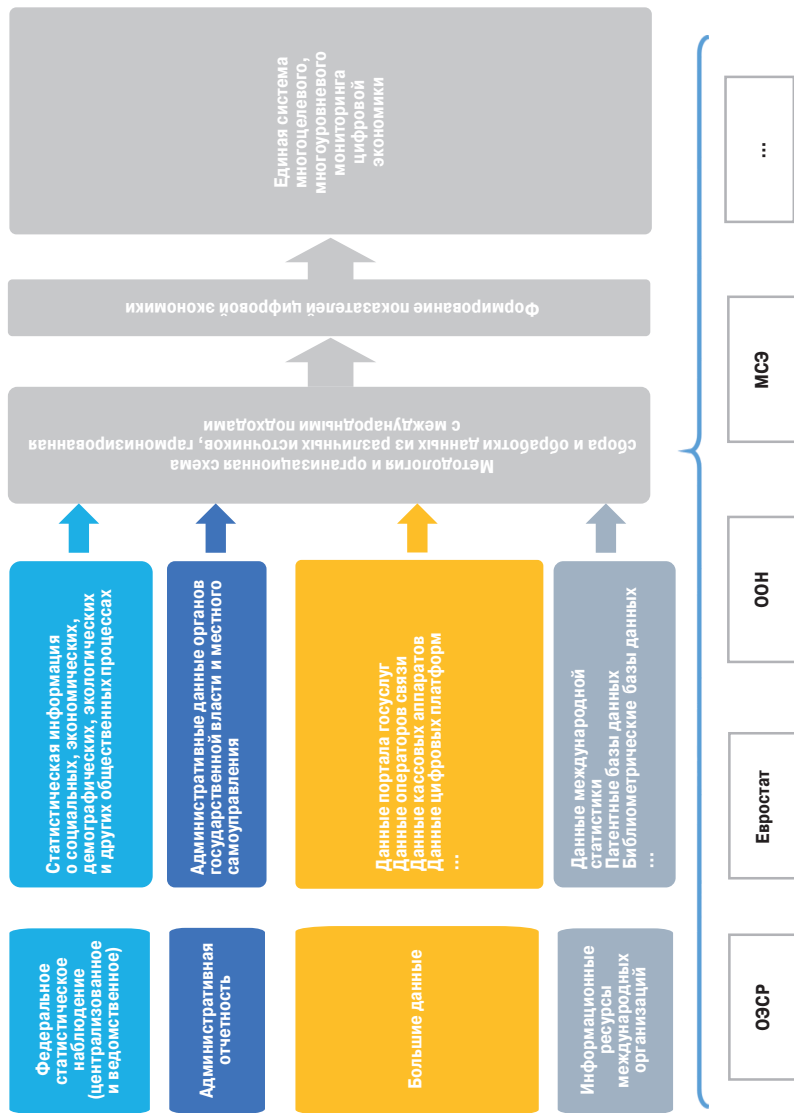 Федеральное
статистическое
наблюдение
(централизованное
и ведомственное)
Статистическая информация
о социальных, экономических,
демографических, экологических
и других общественных процессах
Административная
отчетность
Административные данные органов
государственной власти и местного
самоуправления
Большие данные
Данные портала госуслуг
Данные операторов связи
Данные кассовых аппаратов
Данные цифровых платформ
...
Информационные
ресурсы
международных
организаций
Данные международной
статистики
Патентные базы данных
Библиометрические базы данных
...
Методология и организационная схема
сбора и обработки данных из различных источников, гармонизированная
с международными подходами
Формирование показателей цифровой экономики
Единая система
многоцелевого,
многоуровневого
мониторинга
цифровой
экономики
ОЭСР
Евростат
ООН
МСЭ
...